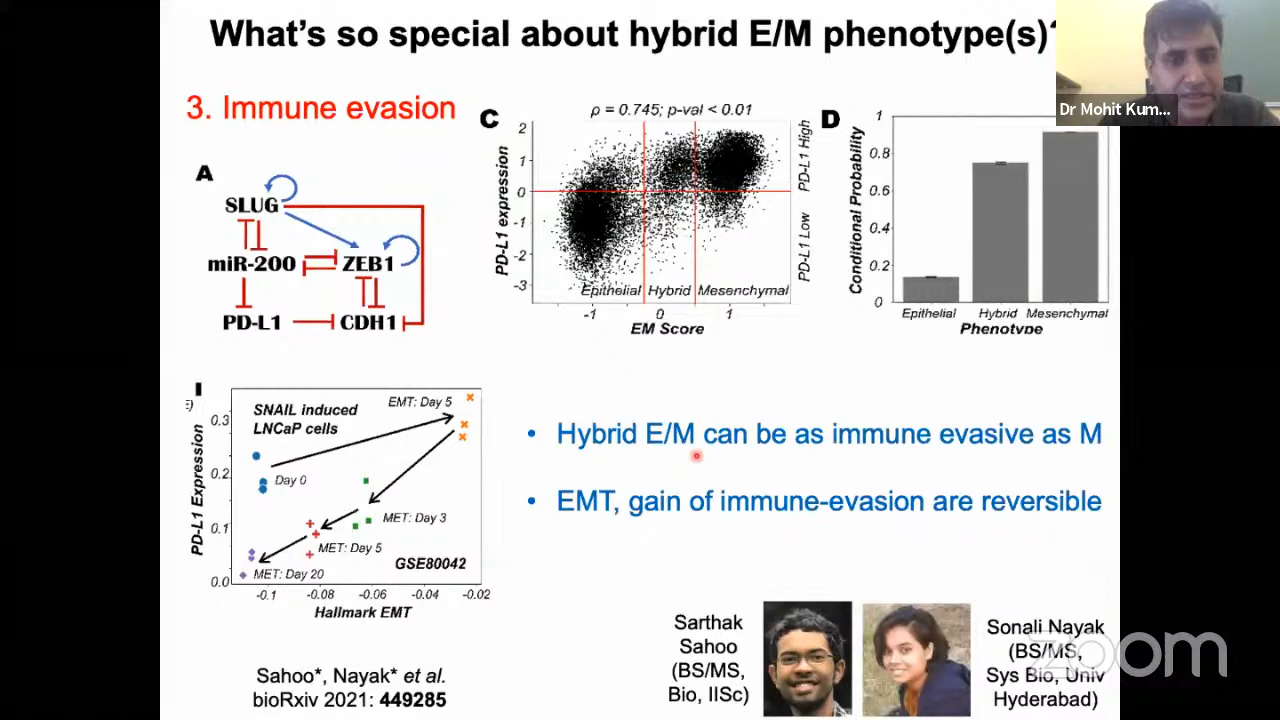 What's so special about hybrid E/M phenotype(s)?
Dr Mohit Kum...
3. Immune evasion
A
SLUG
miR-200
ZEB1
PD-L1
CDH1
C
ρ = 0.745; p-val < 0.01
PD-L1 expression
2
1
0
-1
-2
-3
Epithelial
Hybrid
Mesenchymal
-1
0
1
EM Score
PD-L1 High
PD-L1 Low
D
Conditional Probability
1
0.8
0.6
0.4
0.2
0
Epithelial
Hybrid
Mesenchymal
Phenotype
I
SNAIL induced
LNCaP cells
EMT: Day 5
Day 0
MET: Day 3
MET: Day 5
MET: Day 20
GSE80042
PD-L1 Expression
0.3
0.2
0.1
0.0
-0.1
-0.08
-0.06
-0.04
-0.02
Hallmark EMT
• Hybrid E/M can be as immune evasive as M
• EMT, gain of immune-evasion are reversible
Sahoo*, Nayak* et al.
bioRxiv 2021: 449285
Sarthak
Sahoo
(BS/MS,
Bio, IISc)
Sonali Nayak
(BS/MS,
Sys Bio, Univ
Hyderabad)
zoom